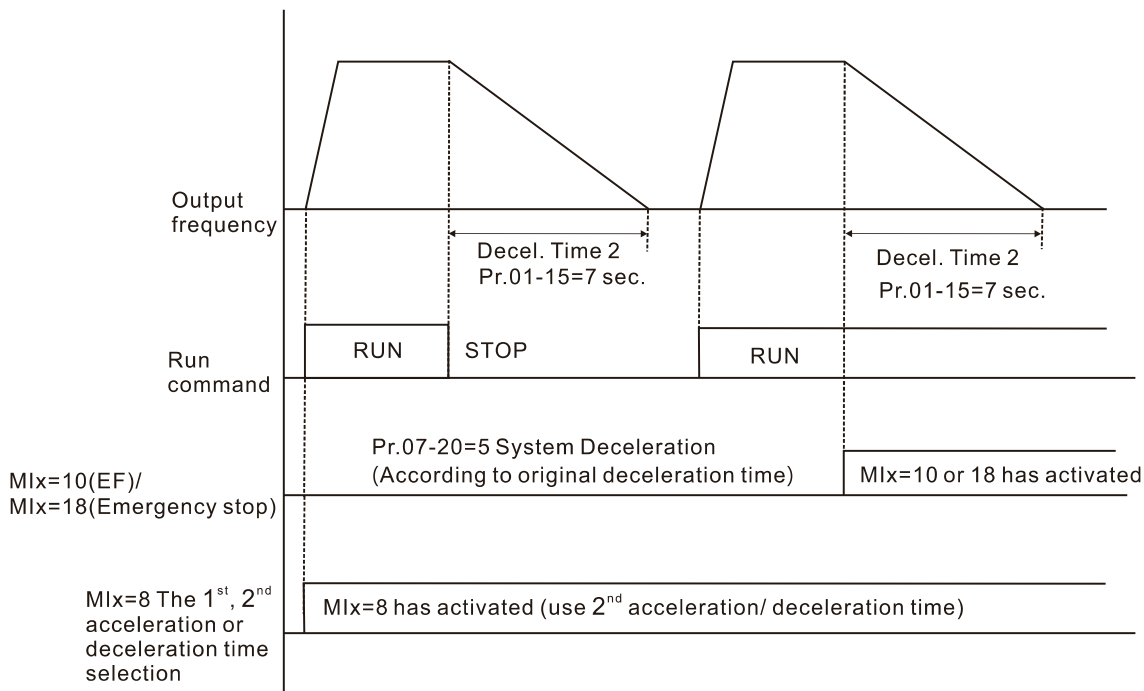 Output
frequency
Decel. Time 2
Pr.01-15=7 sec.
Decel. Time 2
Pr.01-15=7 sec.
Run
command
RUN
STOP
RUN
Pr.07-20=5 System Deceleration
(According to original deceleration time)
MIx=10(EF)/
MIx=18(Emergency stop)
MIx=10 or 18 has activated
MIx=8 The 1st, 2nd
acceleration or
deceleration time
selection
MIx=8 has activated (use 2nd acceleration/ deceleration time)